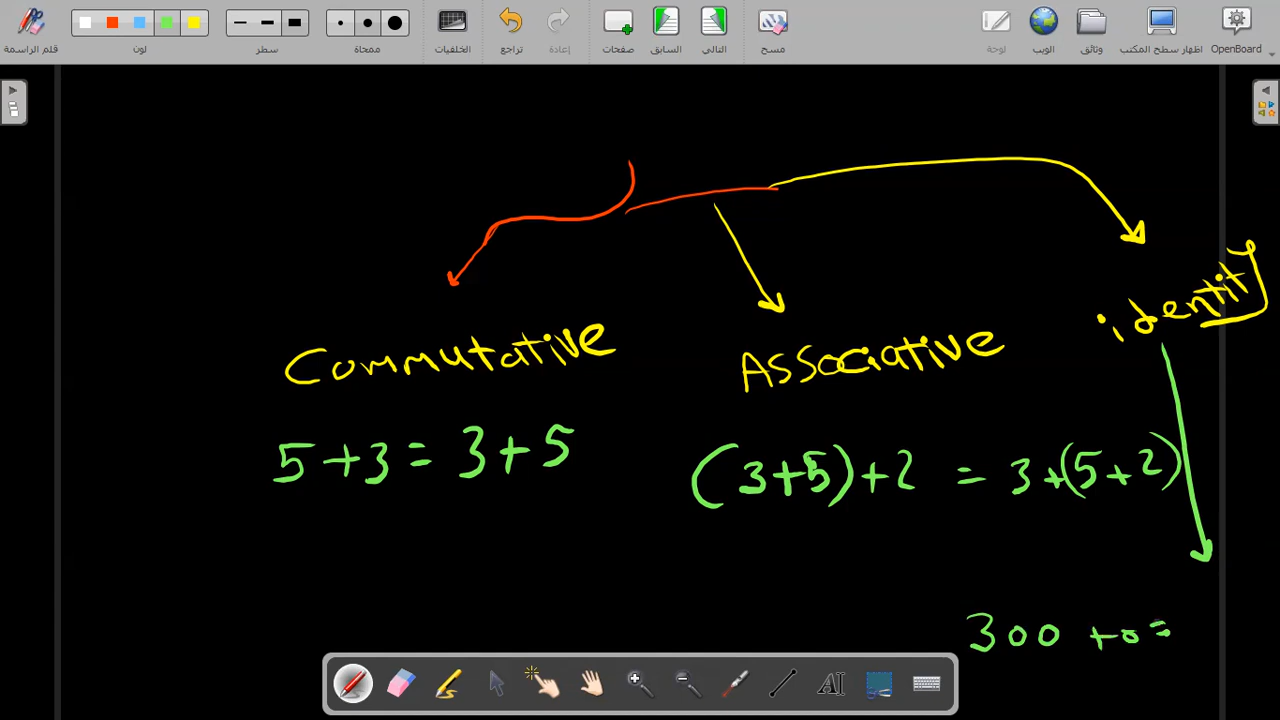 قلم الراسمة
لون
سطر
ممحاة
الخلفيات
تراجع
إعادة
صفحات
السابق
التالي
مسح
لوحة
الويب
وثائق
اظهار سطح المكتب
OpenBoard
identity
Commutative
Associative
5+3=3+5
(3+5)+2 = 3+(5+2)
300 +0=